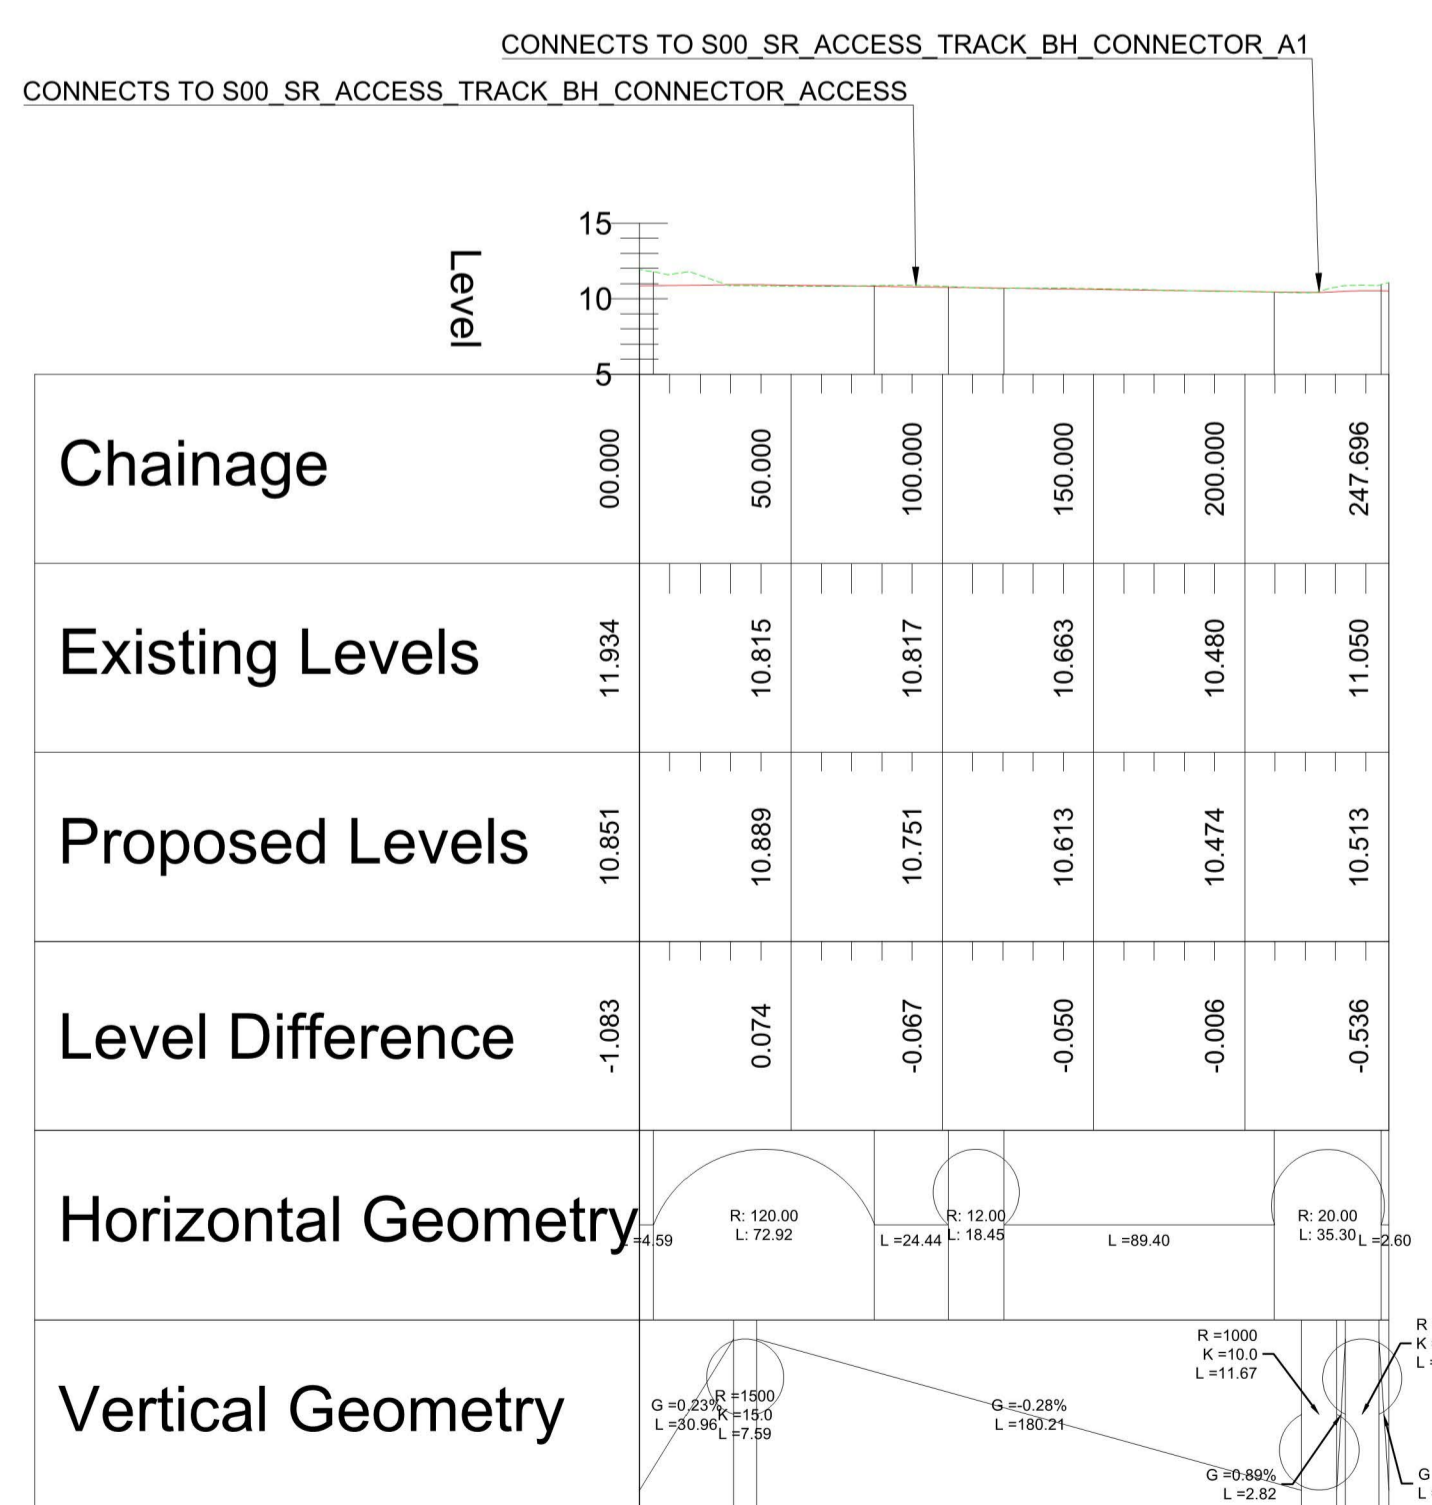 CONNECTS TO S00_SR_ACCESS_TRACK_BH_CONNECTOR_A1
CONNECTS TO S00_SR_ACCESS_TRACK_BH_CONNECTOR_ACCESS
Level
15
10
5
Chainage
00.000
50.000
100.000
150.000
200.000
247.696
Existing Levels
11.934
10.815
10.817
10.663
10.480
11.050
Proposed Levels
10.851
10.889
10.751
10.613
10.474
10.513
Level Difference
-1.083
0.074
-0.067
-0.050
-0.006
-0.536
Horizontal Geometry
L =4.59
R: 120.00
L: 72.92
L =24.44
R: 12.00
L: 18.45
L =89.40
R: 20.00
L: 35.30
L =2.60
Vertical Geometry
G =0.23%
L =30.96
R =1500
K =15.0
L =7.59
G =-0.28%
L =180.21
R =1000
K =10.0
L =11.67
G =0.89%
L =2.82
R
K
L
G
L